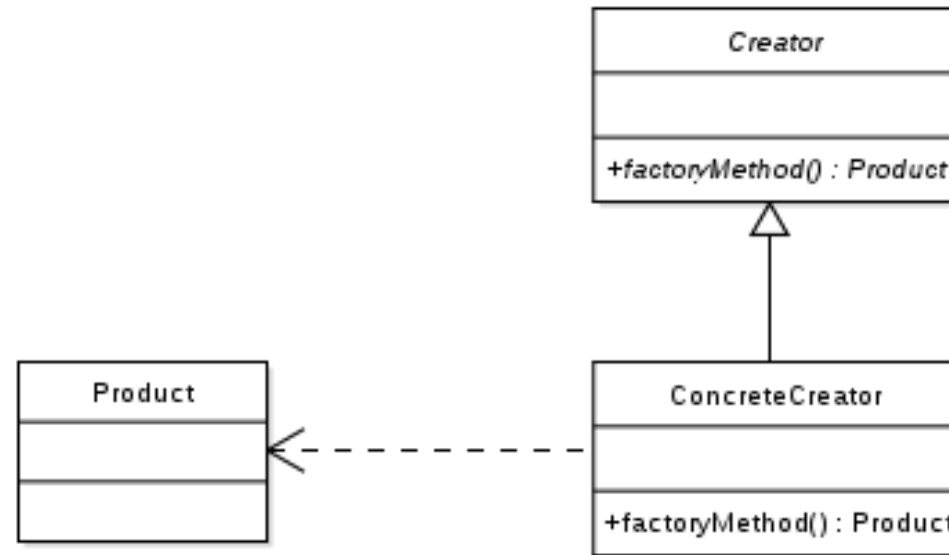 Creator
+factoryMethod() : Product
Product
ConcreteCreator
+factoryMethod() : Product